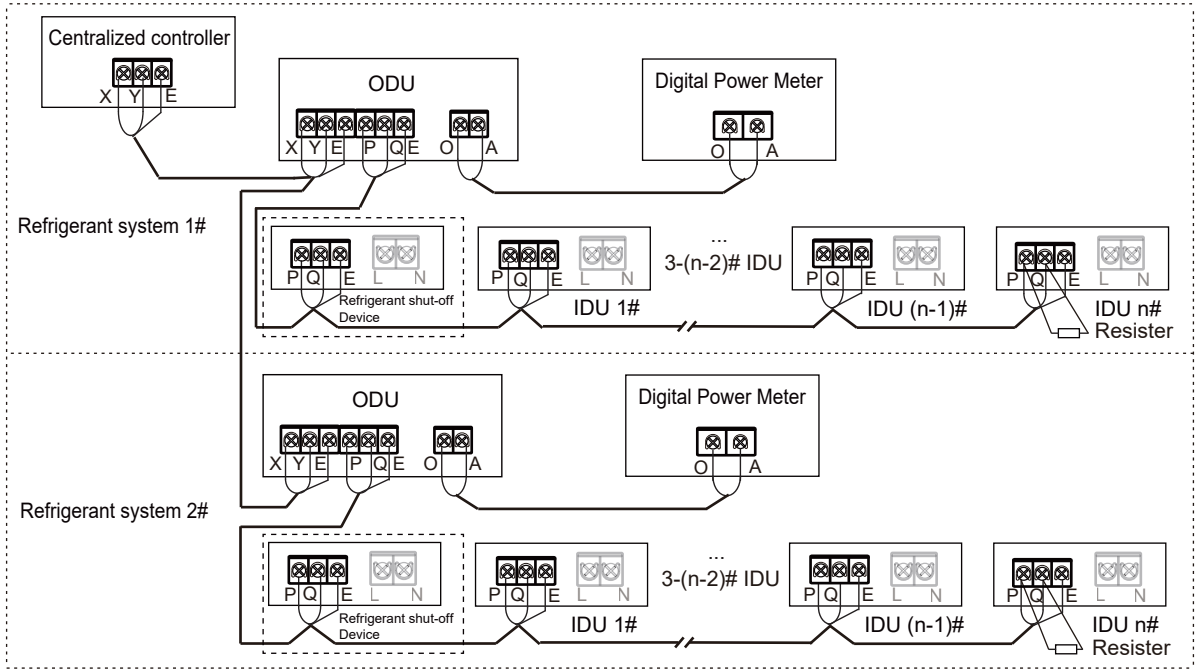 Centralized controller
X Y E
ODU
X Y E P Q E O A
Digital Power Meter
O A
Refrigerant system 1#
P Q E L N
Refrigerant shut-off
Device
P Q E L N
IDU 1#
...
3-(n-2)# IDU
P Q E L N
IDU (n-1)#
P Q E L N
IDU n#
Resister
ODU
X Y E P Q E O A
Digital Power Meter
O A
Refrigerant system 2#
P Q E L N
Refrigerant shut-off
Device
P Q E L N
IDU 1#
...
3-(n-2)# IDU
P Q E L N
IDU (n-1)#
P Q E L N
IDU n#
Resister